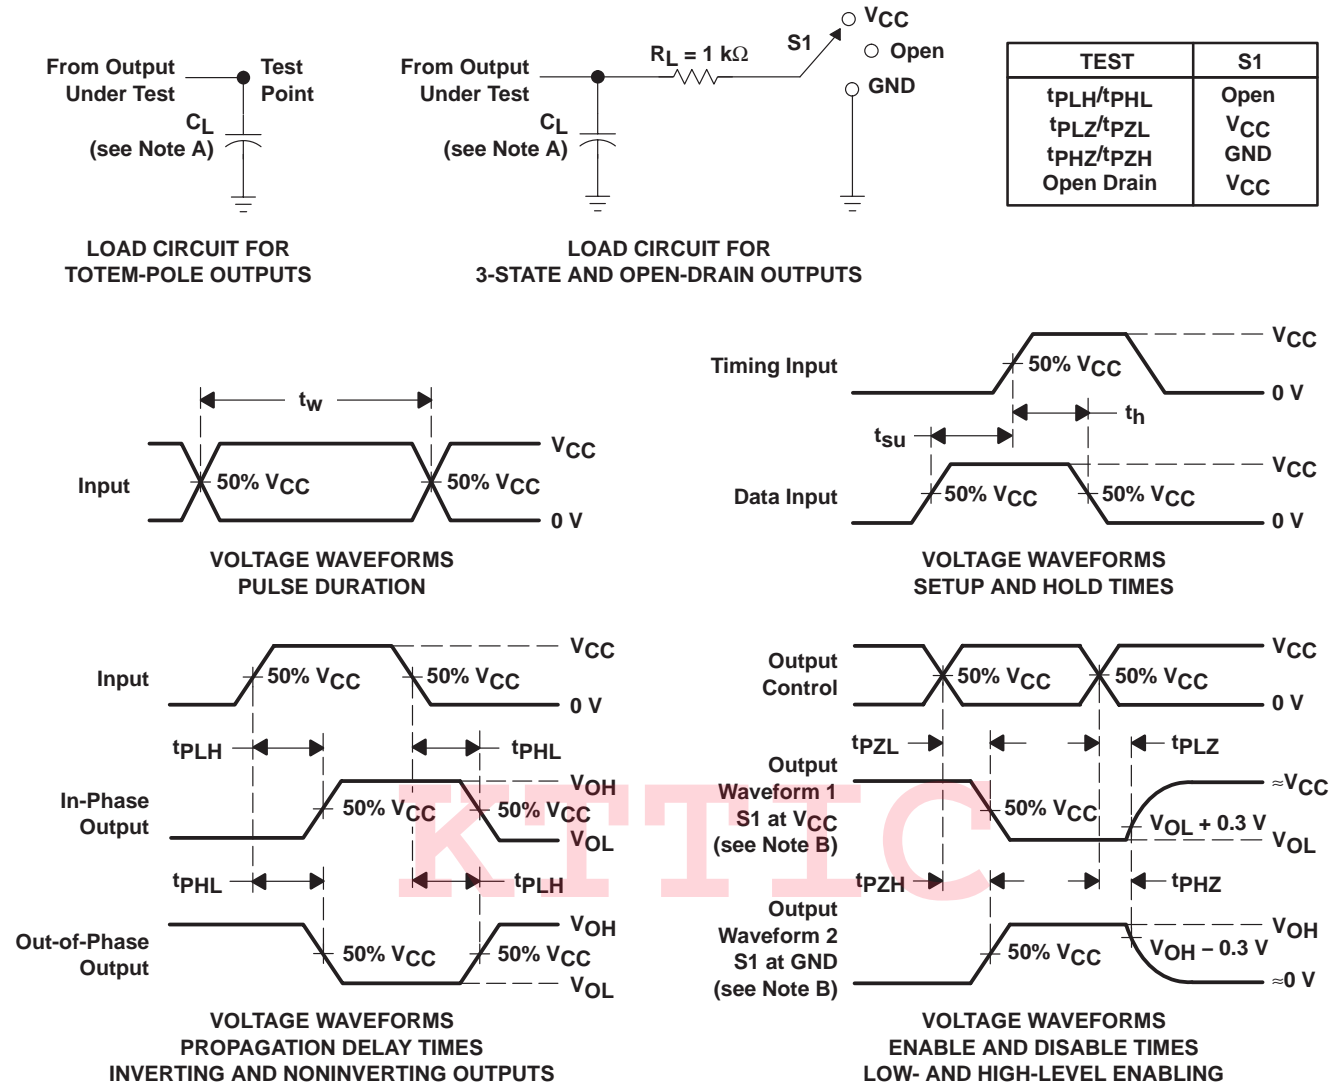 From Output
Under Test
Test
Point
CL
(see Note A)
LOAD CIRCUIT FOR
TOTEM-POLE OUTPUTS
From Output
Under Test
RL = 1 kΩ
S1
VCC
Open
GND
CL
(see Note A)
LOAD CIRCUIT FOR
3-STATE AND OPEN-DRAIN OUTPUTS
TEST S1
tPLH/tPHL Open
tPLZ/tPZL VCC
tPHZ/tPZH GND
Open Drain VCC
tw
Input
50% VCC
50% VCC
VCC
0 V
VOLTAGE WAVEFORMS
PULSE DURATION
Timing Input
50% VCC
VCC
0 V
th
tsu
Data Input
50% VCC
50% VCC
VCC
0 V
VOLTAGE WAVEFORMS
SETUP AND HOLD TIMES
Input
50% VCC
50% VCC
VCC
0 V
tPLH
tPHL
In-Phase
Output
50% VCC
50% VCC
VOH
VOL
tPHL
tPLH
Out-of-Phase
Output
50% VCC
50% VCC
VOH
VOL
VOLTAGE WAVEFORMS
PROPAGATION DELAY TIMES
INVERTING AND NONINVERTING OUTPUTS
Output
Control
50% VCC
50% VCC
VCC
0 V
tPZL
tPLZ
Output
Waveform 1
S1 at VCC
(see Note B)
50% VCC
VOL + 0.3 V
≈VCC
VOL
tPZH
tPHZ
Output
Waveform 2
S1 at GND
(see Note B)
50% VCC
VOH − 0.3 V
VOH
≈0 V
VOLTAGE WAVEFORMS
ENABLE AND DISABLE TIMES
LOW- AND HIGH-LEVEL ENABLING
KTTIC